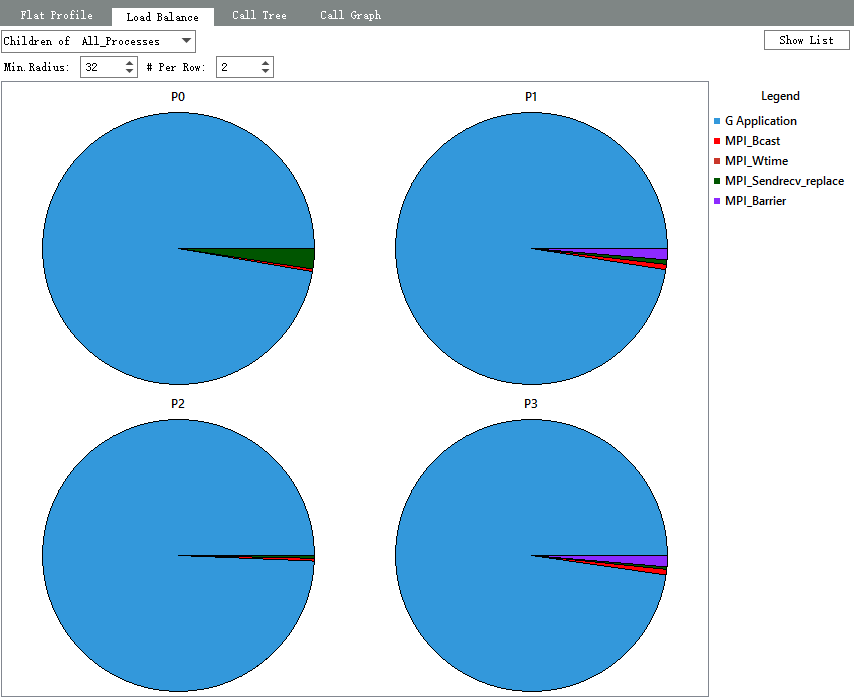 Flat Profile Load Balance Call Tree Call Graph
Children of All_Processes Show List
Min.Radius: 32 # Per Row: 2
P0 P1 Legend
G Application
MPI_Bcast
MPI_Wtime
MPI_Sendrecv_replace
MPI_Barrier
P2 P3